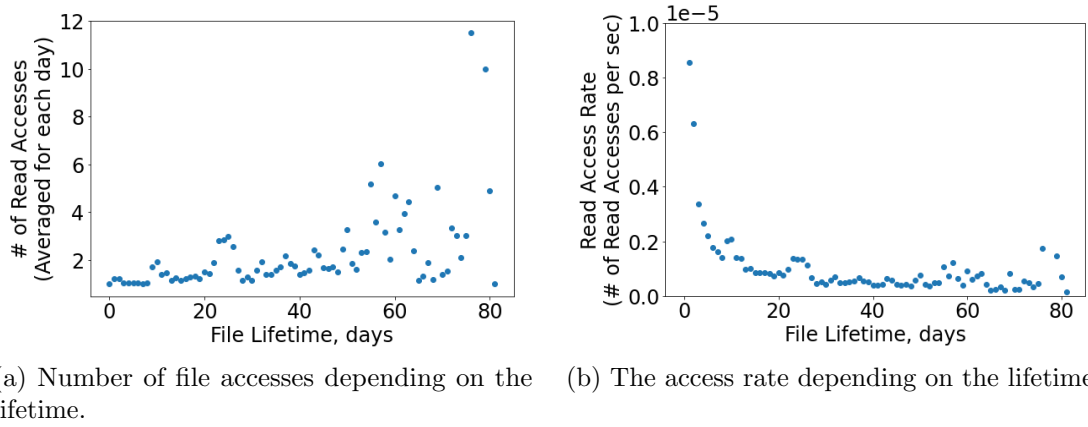 12
10
8
6
4
2
0 20 40 60 80
# of Read Accesses
(Averaged for each day)
File Lifetime, days
1e−5
1.0
0.8
0.6
0.4
0.2
0.0
0 20 40 60 80
Read Access Rate
(# of Read Accesses per sec)
File Lifetime, days
a) Number of file accesses depending on the
ifetime.
(b) The access rate depending on the lifetime